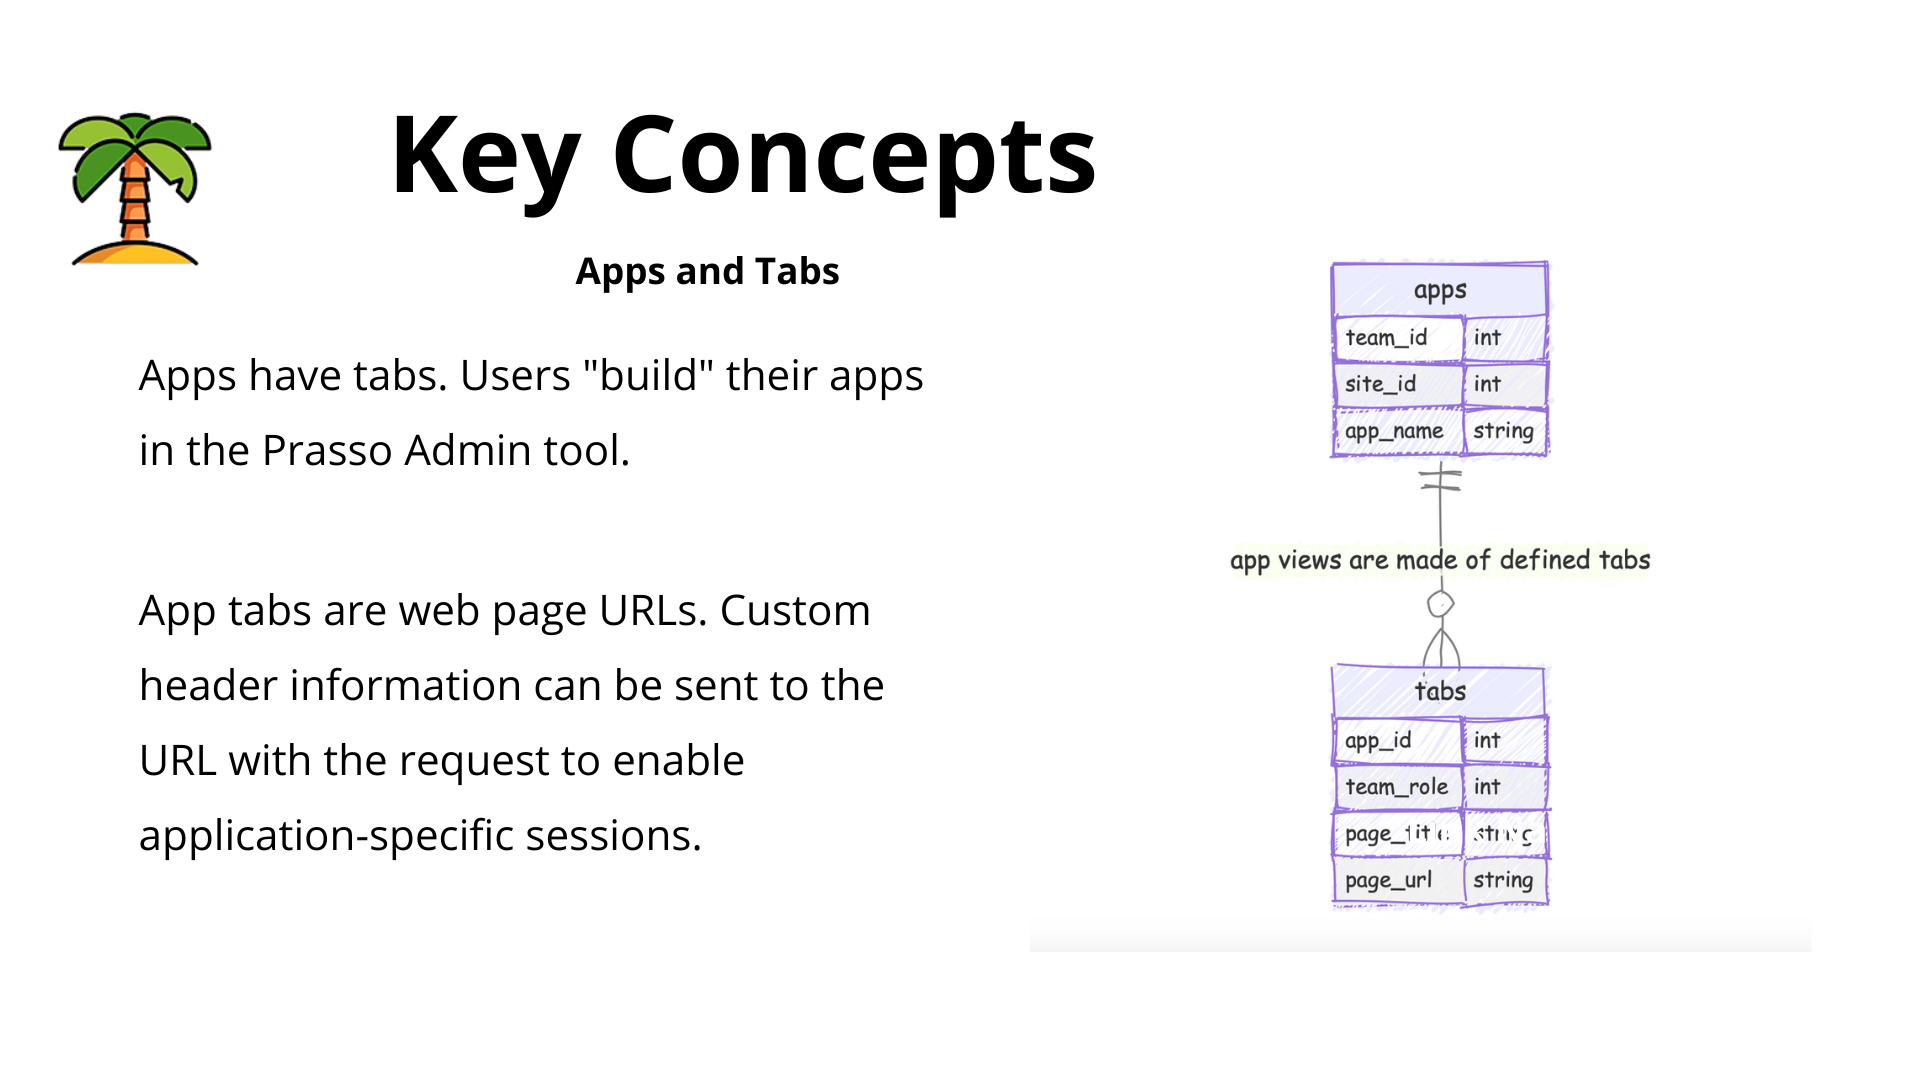 Key Concepts
Apps and Tabs
Apps have tabs. Users "build" their apps
in the Prasso Admin tool.
App tabs are web page URLs. Custom
header information can be sent to the
URL with the request to enable
application-specific sessions.
apps
team_id int
site_id int
app_name string
app views are made of defined tabs
tabs
app_id int
team_role int
page_title string
page_url string